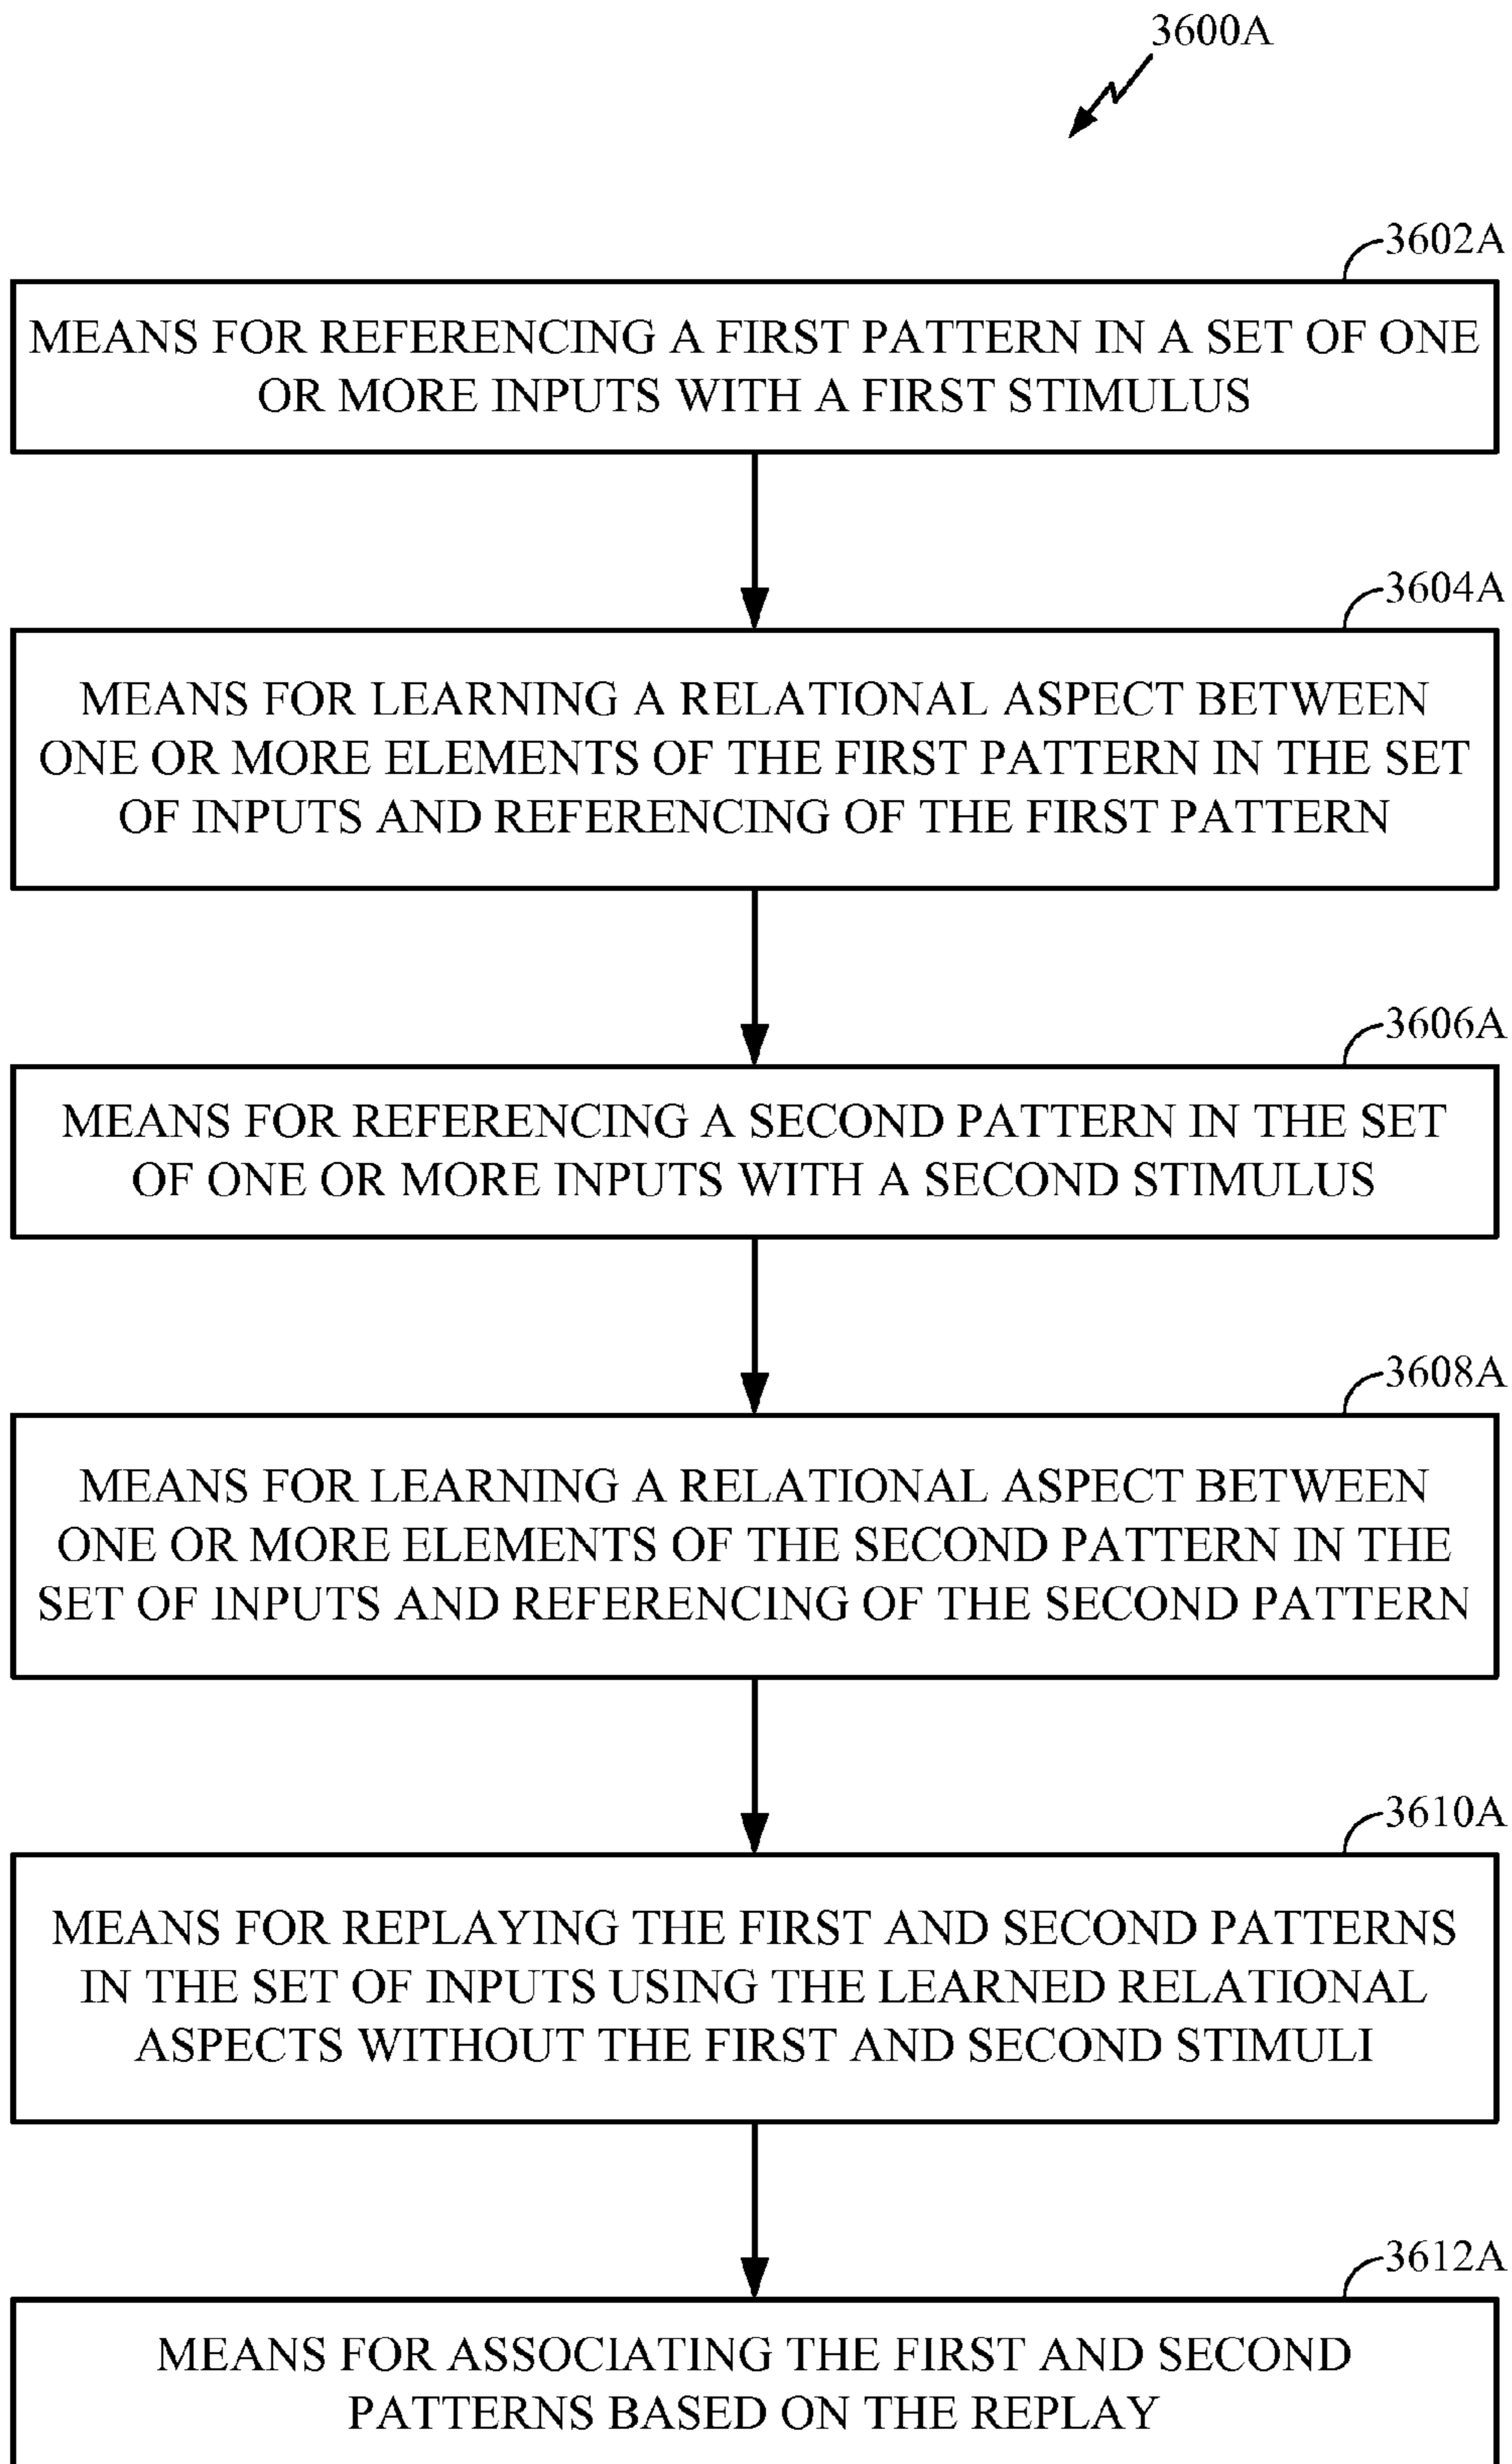 3600A
3602A
MEANS FOR REFERENCING A FIRST PATTERN IN A SET OF ONE
OR MORE INPUTS WITH A FIRST STIMULUS
3604A
MEANS FOR LEARNING A RELATIONAL ASPECT BETWEEN
ONE OR MORE ELEMENTS OF THE FIRST PATTERN IN THE SET
OF INPUTS AND REFERENCING OF THE FIRST PATTERN
3606A
MEANS FOR REFERENCING A SECOND PATTERN IN THE SET
OF ONE OR MORE INPUTS WITH A SECOND STIMULUS
3608A
MEANS FOR LEARNING A RELATIONAL ASPECT BETWEEN
ONE OR MORE ELEMENTS OF THE SECOND PATTERN IN THE
SET OF INPUTS AND REFERENCING OF THE SECOND PATTERN
3610A
MEANS FOR REPLAYING THE FIRST AND SECOND PATTERNS
IN THE SET OF INPUTS USING THE LEARNED RELATIONAL
ASPECTS WITHOUT THE FIRST AND SECOND STIMULI
3612A
MEANS FOR ASSOCIATING THE FIRST AND SECOND
PATTERNS BASED ON THE REPLAY